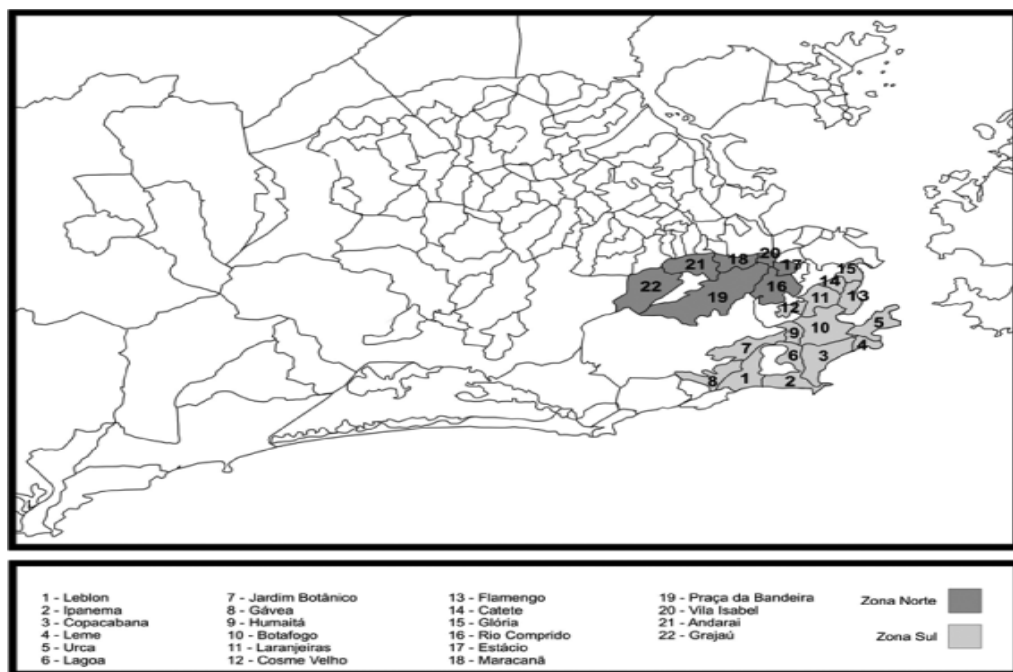 20
21
18
17
15
14
22
16
19
11
13
12
5
10
9
4
7
6
3
8
1
2
1 - Leblon
2 - Ipanema
3 - Copacabana
4 - Leme
5 - Urca
6 - Lagoa
7 - Jardim Botânico
8 - Gávea
9 - Humaitá
10 - Botafogo
11 - Laranjeiras
12 - Cosme Velho
13 - Flamengo
14 - Catete
15 - Glória
16 - Rio Comprido
17 - Estácio
18 - Maracanã
19 - Praça da Bandeira
20 - Vila Isabel
21 - Andarai
22 - Grajaú
Zona Norte
Zona Sul